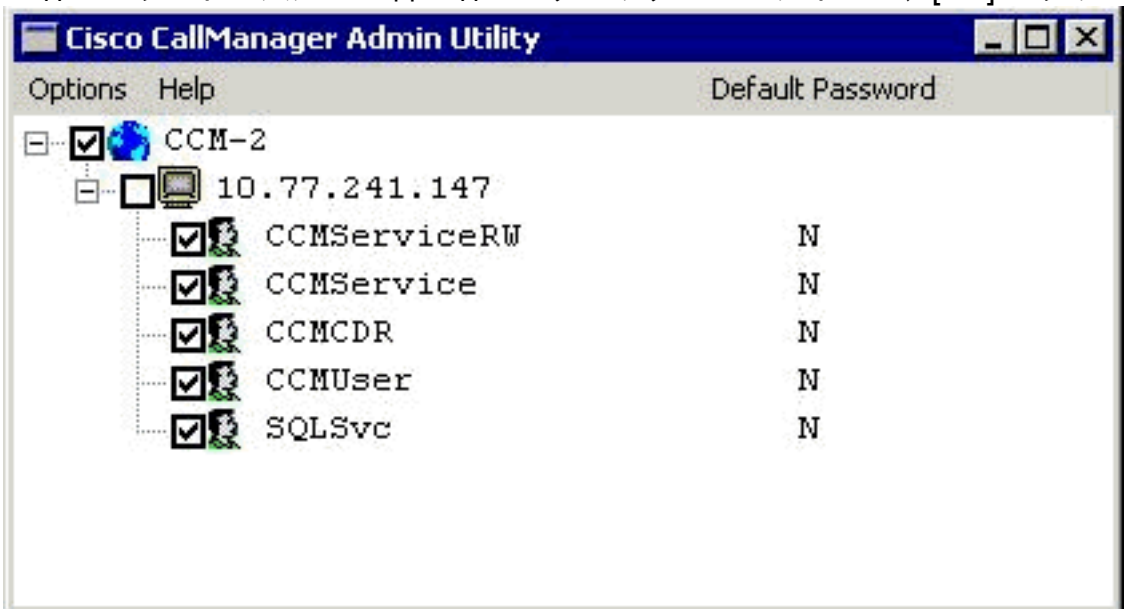 Cisco CallManager Admin Utility
Options Help Default Password
CCM-2
10.77.241.147
CCMServiceRW N
CCMService N
CCMCDR N
CCMUser N
SQLSvc N